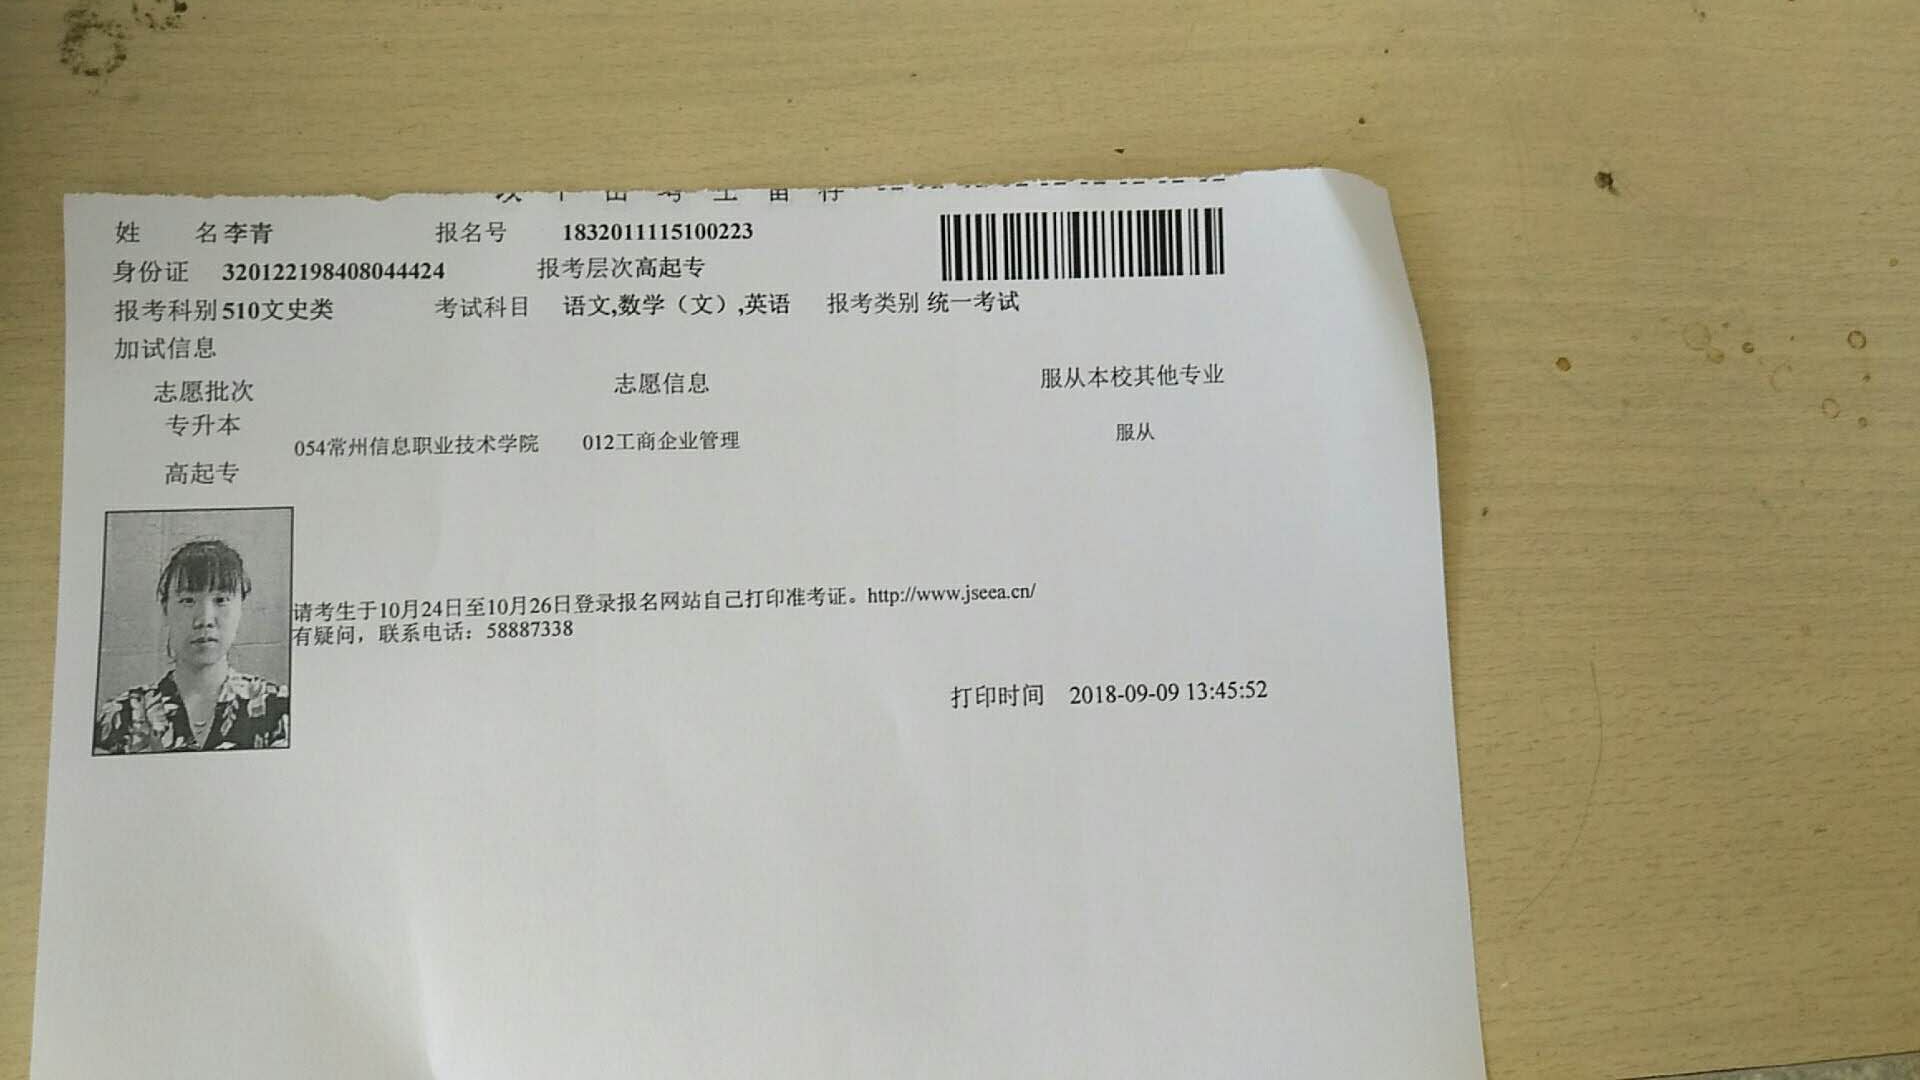 姓 名 李青 报名号 1832011115100223
身份证 320122198408044424 报考层次高起专
报考科别 510文史类 考试科目 语文,数学（文）,英语 报考类别 统一考试
加试信息
志愿批次 志愿信息 服从本校其他专业
专升本
054常州信息职业技术学院 012工商企业管理 服从
高起专
请考生于10月24日至10月26日登录报名网站自己打印准考证。http://www.jseea.cn/
有疑问，联系电话：58887338
打印时间 2018-09-09 13:45:52